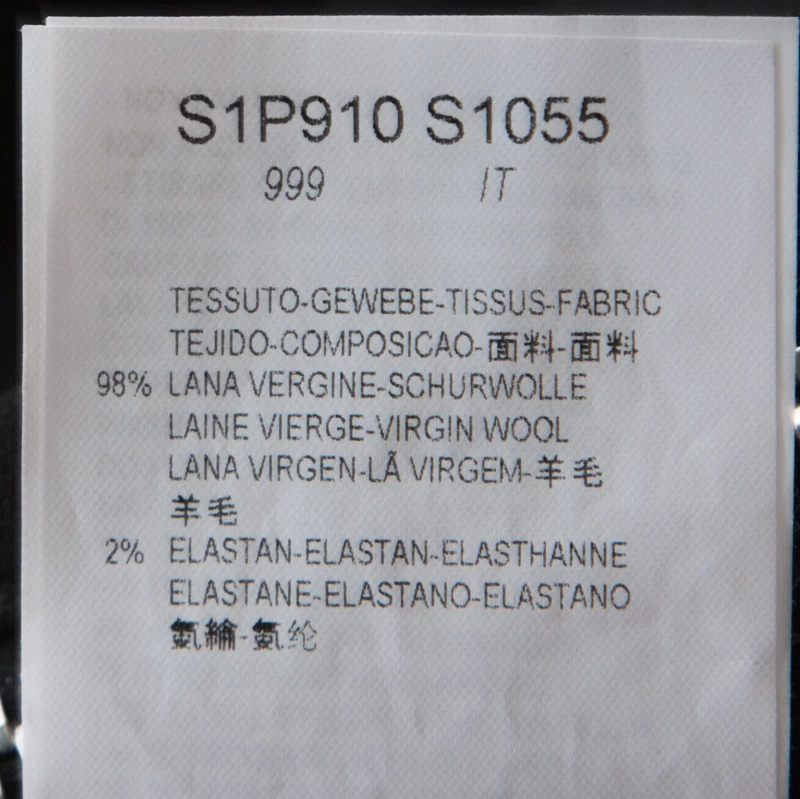 S1P910 S1055
999 IT
TESSUTO-GEWEBE-TISSUS-FABRIC
TEJIDO-COMPOSICAO-面料-面料
98% LANA VERGINE-SCHURWOLLE
LAINE VIERGE-VIRGIN WOOL
LANA VIRGEN-LÃ VIRGEM-羊毛
羊毛
2% ELASTAN-ELASTAN-ELASTHANNE
ELASTANE-ELASTANO-ELASTANO
氨綸-氨纶